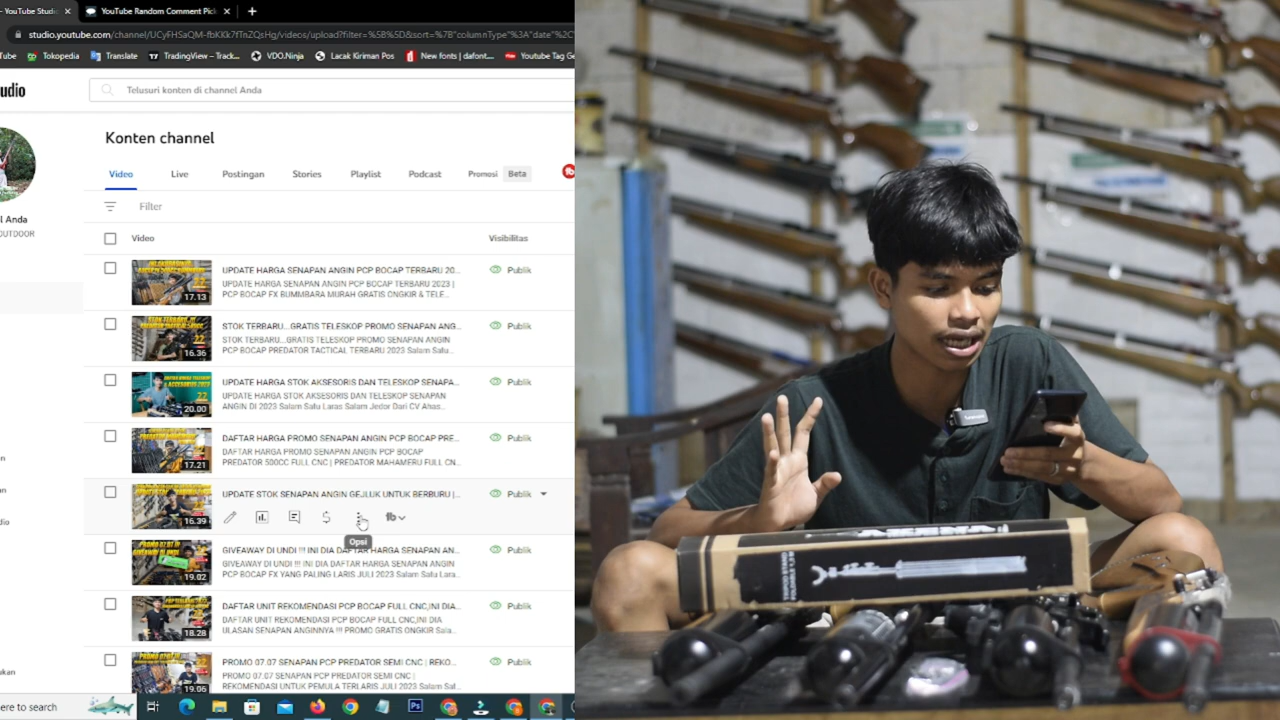 - YouTube Studi
YouTube Random Comment Pick
studio.youtube.com/channel/UCyFHSaQM-fbKKk7fTnZQsHg/videos/upload?filter=%5B%5D&sort=%7B"columnType"%3A"date"%2C"
Tube
Tokopedia
Translate
TradingView – Track...
VDO.Ninja
Lacak Kiriman Pos
New fonts | dafont....
YouTube Tag Ge
udio
Telusuri konten di channel Anda
Konten channel
Video
Live
Postingan
Stories
Playlist
Podcast
Promosi
Beta
Filter
l Anda
OUTDOOR
Video
Visibilitas
17.13
UPDATE HARGA SENAPAN ANGIN PCP BOCAP TERBARU 20...
UPDATE HARGA SENAPAN ANGIN PCP BOCAP TERBARU 2023 |
PCP BOCAP FX BUMMBARA MURAH GRATIS ONGKIR & TELE...
Publik
16.36
STOK TERBARU...GRATIS TELESKOP PROMO SENAPAN ANG...
STOK TERBARU...GRATIS TELESKOP PROMO SENAPAN ANGIN
PCP BOCAP PREDATOR TACTICAL TERBARU 2023 Salam Satu...
Publik
20.00
UPDATE HARGA STOK AKSESORIS DAN TELESKOP SENAPA...
UPDATE HARGA STOK AKSESORIS DAN TELESKOP SENAPAN
ANGIN DI 2023 Salam Satu Laras Salam Jedor Dari CV Ahas...
Publik
17.21
DAFTAR HARGA PROMO SENAPAN ANGIN PCP BOCAP PRE...
DAFTAR HARGA PROMO SENAPAN ANGIN PCP BOCAP
PREDATOR 500CC FULL CNC | PREDATOR MAHAMERU FULL CN...
Publik
16.39
UPDATE STOK SENAPAN ANGIN GEJLUK UNTUK BERBURU |...
Publik
Opsi
19.02
GIVEAWAY DI UNDI !!! INI DIA DAFTAR HARGA SENAPAN AN...
GIVEAWAY DI UNDI !!! INI DIA DAFTAR HARGA SENAPAN ANGIN
PCP BOCAP FX YANG PALING LARIS JULI 2023 Salam Satu Lara...
Publik
18.28
DAFTAR UNIT REKOMENDASI PCP BOCAP FULL CNC,INI DIA...
DAFTAR UNIT REKOMENDASI PCP BOCAP FULL CNC,INI DIA
ULASAN SENAPAN ANGINNYA !!! PROMO GRATIS ONGKIR Sala...
Publik
19.06
PROMO 07.07 SENAPAN PCP PREDATOR SEMI CNC | REKO...
PROMO 07.07 SENAPAN PCP PREDATOR SEMI CNC |
REKOMENDASI UNTUK PEMULA TERLARIS JULI 2023 Salam Sat...
Publik
ukan
ere to search